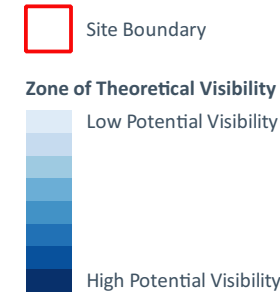 Site Boundary
Zone of Theoretical Visibility
Low Potential Visibility
High Potential Visibility